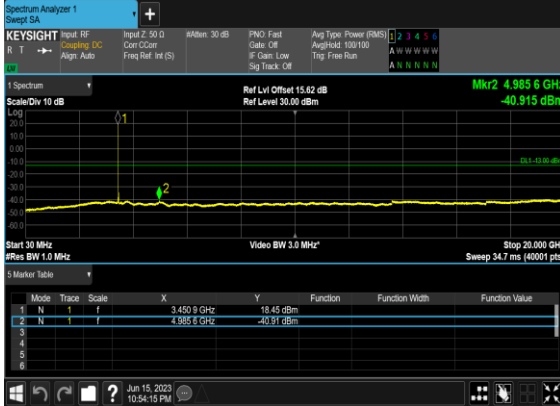 Spectrum Analyzer 1
Swept SA
+
KEYSIGHT Input: RF Input Z: 50 Ω #Atten: 30 dB PNO: Fast Avg Type: Power (RMS) 1 2 3 4 5 6
R T Coupling: DC Corr CCorr Gate: Off Avg|Hold: 100/100 A W W W W W
Align: Auto Freq Ref: Int (S) IF Gain: Low Trig: Free Run
LU Sig Track: Off A N N N N N
1 Spectrum Ref Lvl Offset 15.62 dB Mkr2 4.985 6 GHz
Scale/Div 10 dB Ref Level 30.00 dBm -40.915 dBm
Log
20.0
10.0
0.00
-10.0
-20.0
-30.0
-40.0
-50.0
-60.0
1
2
DL1 -13.00 dBm
Start 30 MHz Video BW 3.0 MHz* Stop 20.000 GHz
#Res BW 1.0 MHz Sweep 34.7 ms (40001 pts)
5 Marker Table
Mode Trace Scale X Y Function Function Width Function Value
1 N 1 f 3.450 9 GHz 18.45 dBm
2 N 1 f 4.985 6 GHz -40.91 dBm
3
4
5
6
? Jun 15, 2023
10:54:15 PM